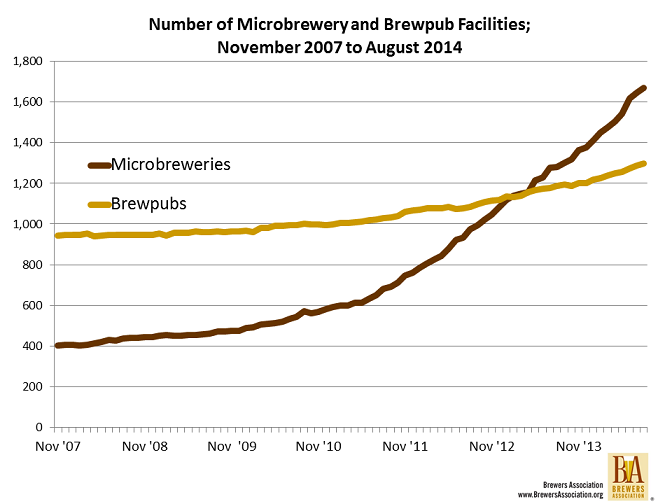 Number of Microbrewery and Brewpub Facilities;
November 2007 to August 2014
1,800
1,600
1,400
1,200
1,000
800
600
400
200
0
Microbreweries
Brewpubs
Nov '07
Nov '08
Nov '09
Nov '10
Nov '11
Nov '12
Nov '13
Brewers Association
www.BrewersAssociation.org
BA
BREWERS
ASSOCIATION
®